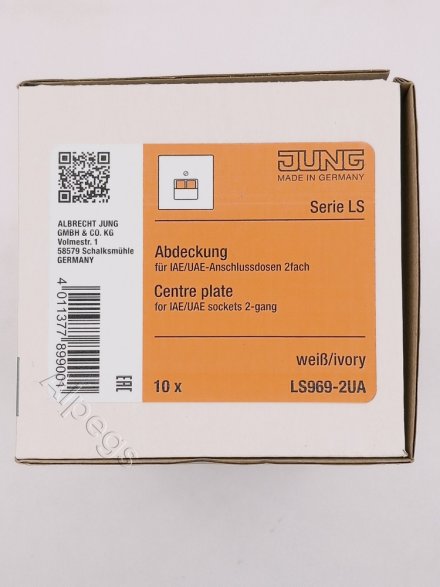 JUNG
MADE IN GERMANY
Serie LS
ALBRECHT JUNG
GMBH & CO. KG
Volmestr. 1
58579 Schalksmühle
GERMANY
Abdeckung
für IAE/UAE-Anschlussdosen 2fach
Centre plate
for IAE/UAE sockets 2-gang
4 011377 899001
EAC
weiß/ivory
10 x LS969-2UA
Alpegs